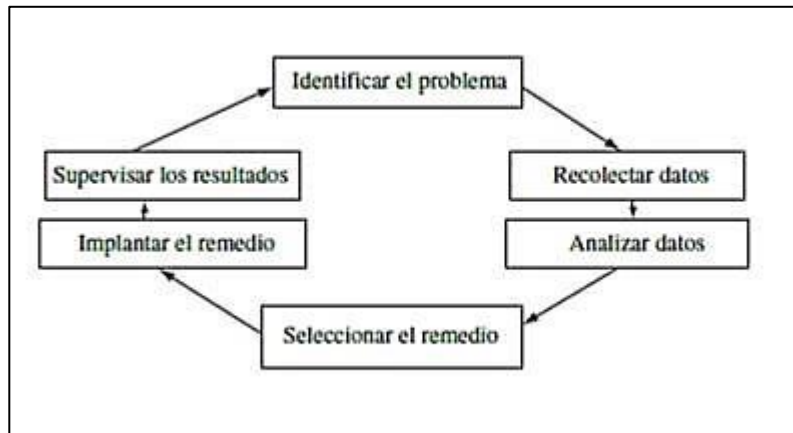 Identificar el problema
Supervisar los resultados
Recolectar datos
Implantar el remedio
Analizar datos
Seleccionar el remedio